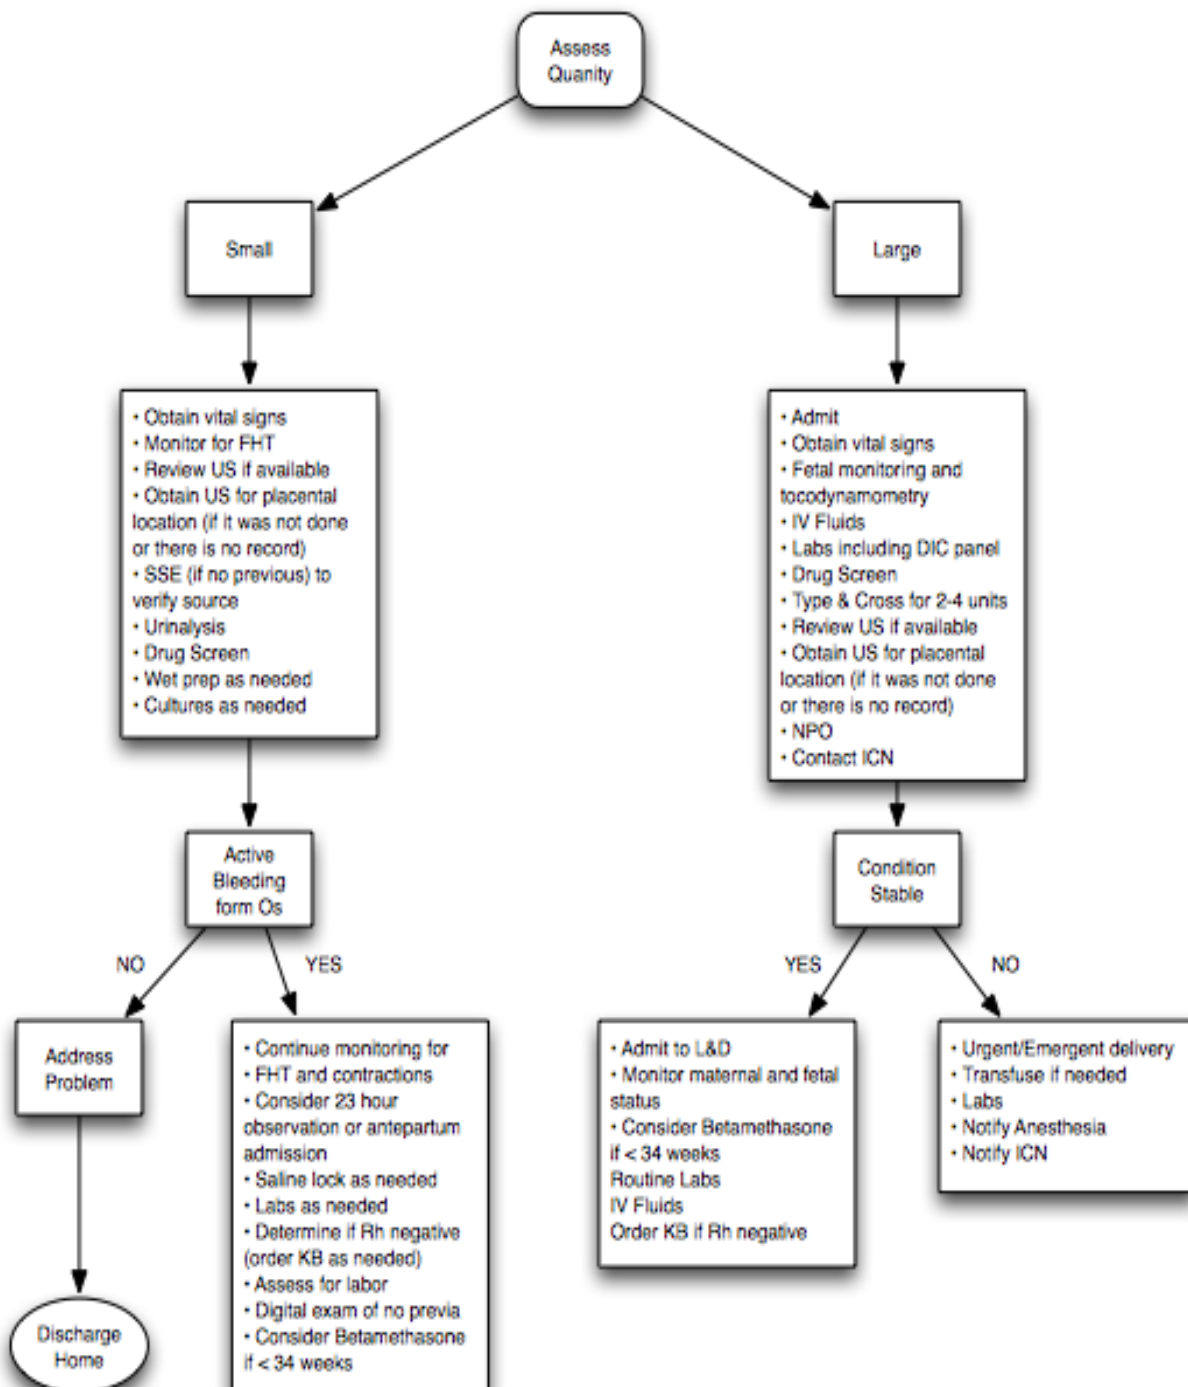 Assess
Quanity
Small
Large
• Obtain vital signs
• Monitor for FHT
• Review US if available
• Obtain US for placental
location (if it was not done
or there is no record)
• SSE (if no previous) to
verify source
• Urinalysis
• Drug Screen
• Wet prep as needed
• Cultures as needed
• Admit
• Obtain vital signs
• Fetal monitoring and
tocodynamometry
• IV Fluids
• Labs including DIC panel
• Drug Screen
• Type & Cross for 2-4 units
• Review US if available
• Obtain US for placental
location (if it was not done
or there is no record)
• NPO
• Contact ICN
Active
Bleeding
form Os
Condition
Stable
NO
YES
YES
NO
Address
Problem
• Continue monitoring for
• FHT and contractions
• Consider 23 hour
observation or antepartum
admission
• Saline lock as needed
• Labs as needed
• Determine if Rh negative
(order KB as needed)
• Assess for labor
• Digital exam of no previa
• Consider Betamethasone
if < 34 weeks
• Admit to L&D
• Monitor maternal and fetal
status
• Consider Betamethasone
if < 34 weeks
Routine Labs
IV Fluids
Order KB if Rh negative
• Urgent/Emergent delivery
• Transfuse if needed
• Labs
• Notify Anesthesia
• Notify ICN
Discharge
Home